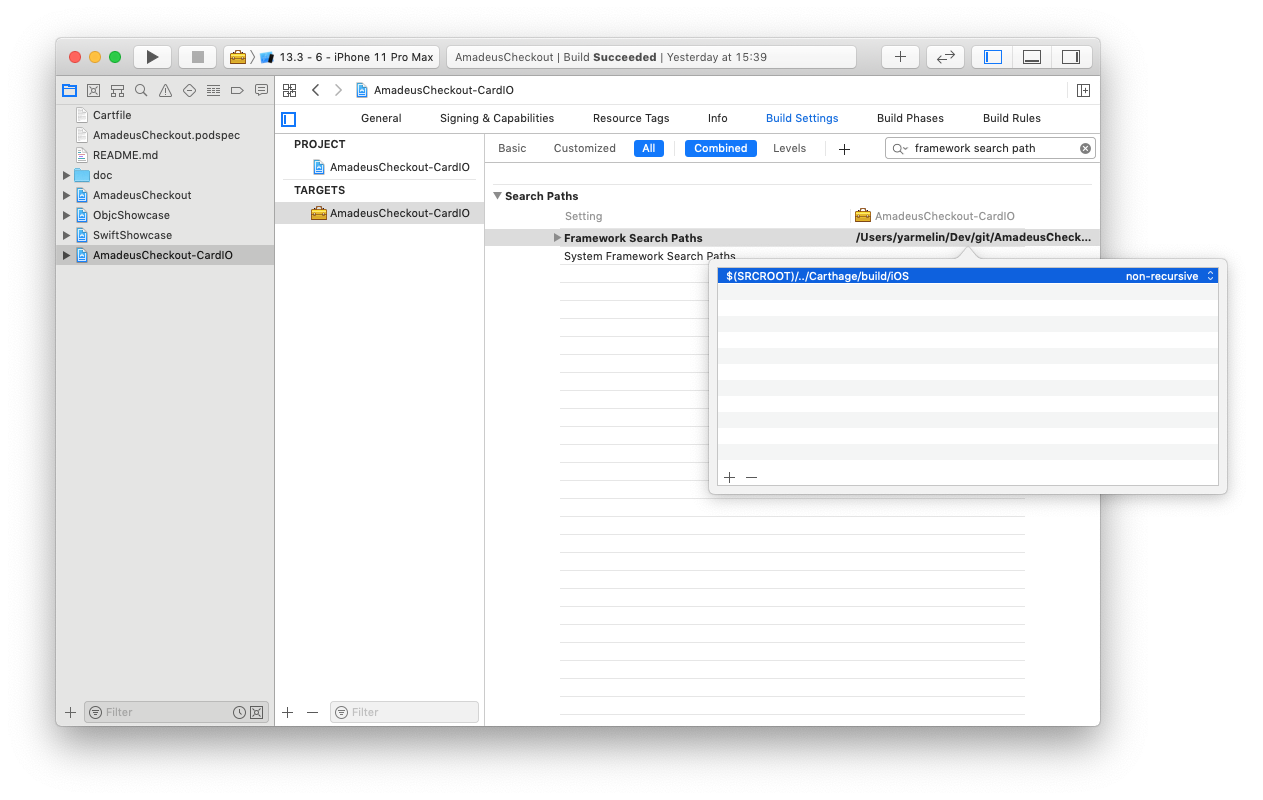 13.3 - 6 - iPhone 11 Pro Max
AmadeusCheckout | Build Succeeded | Yesterday at 15:39
AmadeusCheckout-CardIO
Cartfile
AmadeusCheckout.podspec
README.md
doc
AmadeusCheckout
ObjcShowcase
SwiftShowcase
AmadeusCheckout-CardIO
Filter
General Signing & Capabilities Resource Tags Info Build Settings Build Phases Build Rules
PROJECT
AmadeusCheckout-CardIO
TARGETS
AmadeusCheckout-CardIO
Filter
Basic Customized All Combined Levels framework search path
Search Paths
Setting AmadeusCheckout-CardIO
Framework Search Paths /Users/yarmelin/Dev/git/AmadeusCheck...
System Framework Search Paths
$(SRCROOT)/../Carthage/build/iOS non-recursive